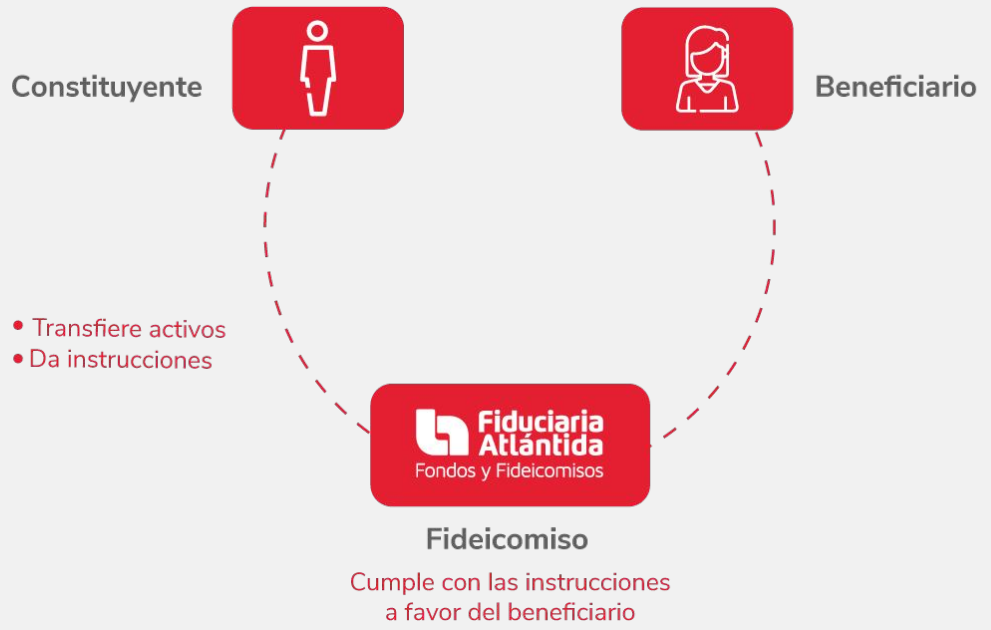 Constituyente
Beneficiario
• Transfiere activos
• Da instrucciones
Fiduciaria
Atlántida
Fondos y Fideicomisos
Fideicomiso
Cumple con las instrucciones
a favor del beneficiario